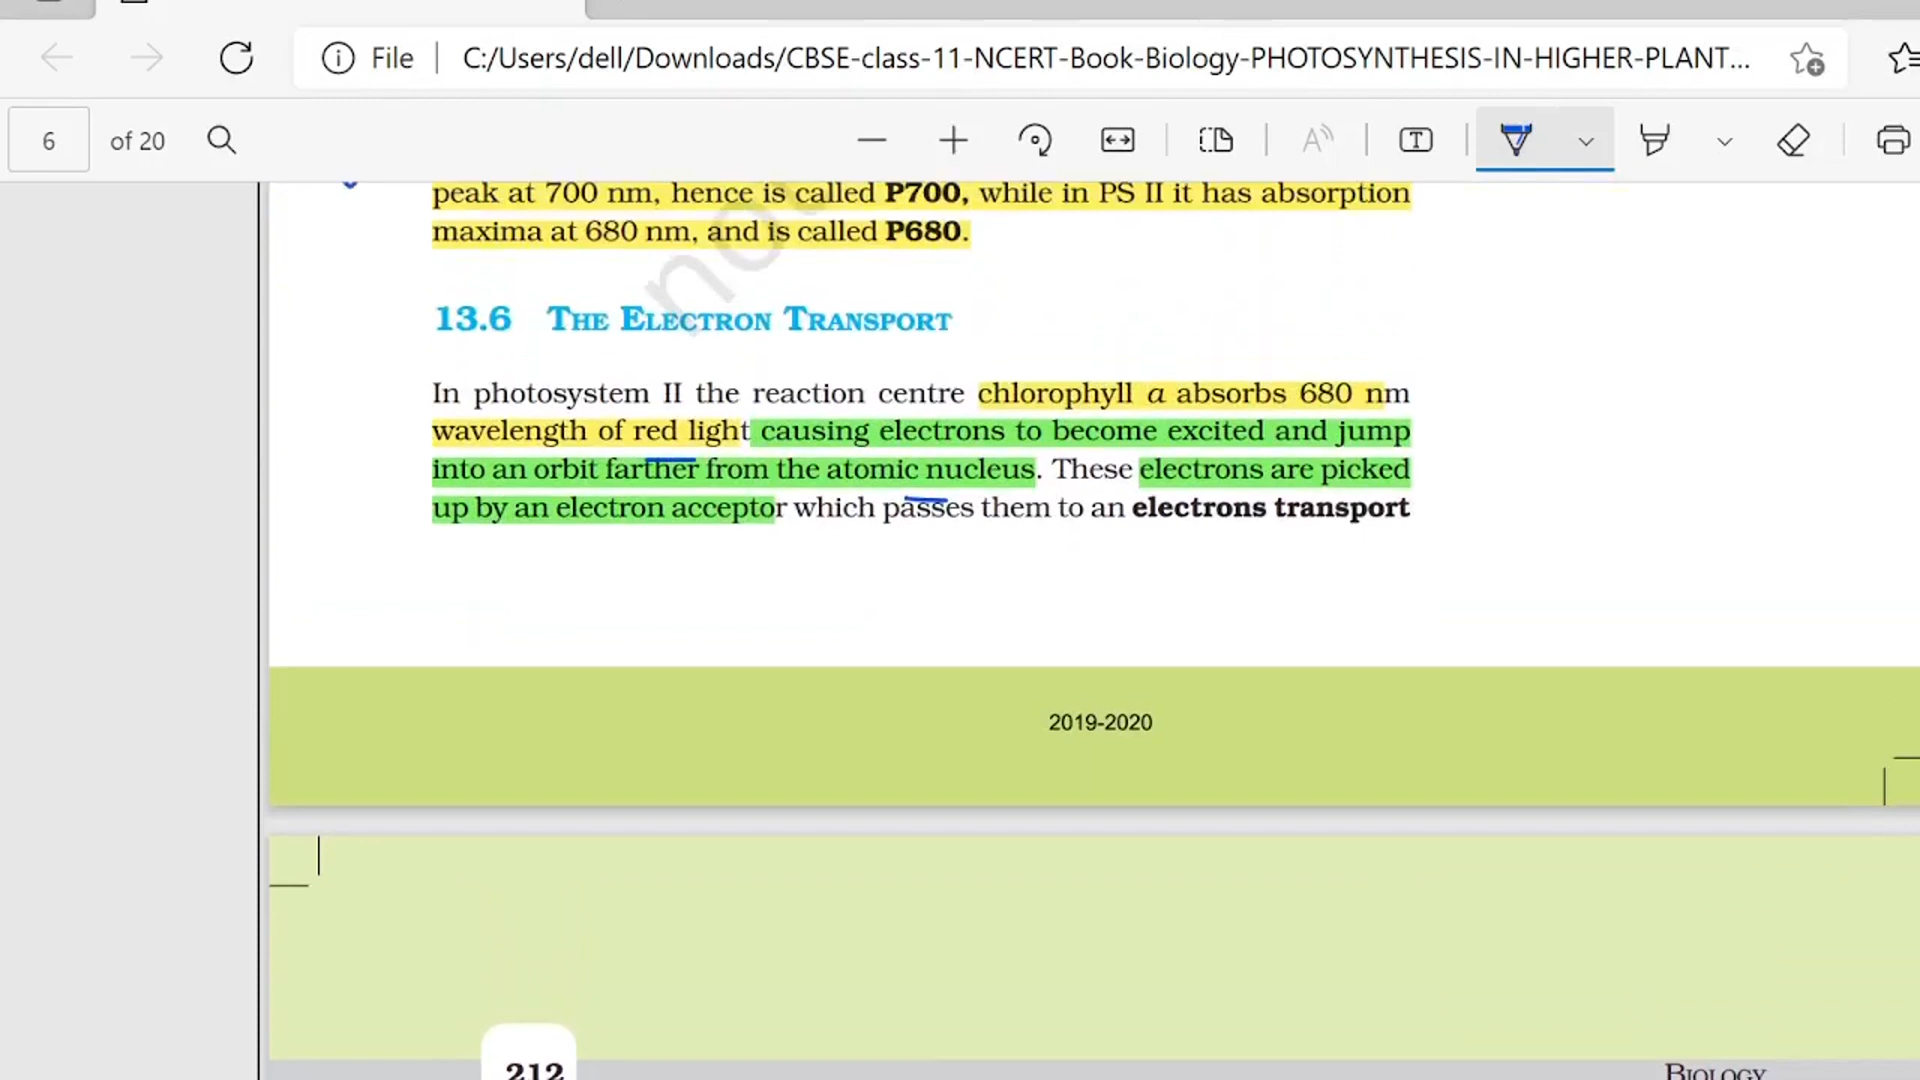 File C:/Users/dell/Downloads/CBSE-class-11-NCERT-Book-Biology-PHOTOSYNTHESIS-IN-HIGHER-PLANT...
6 of 20
peak at 700 nm, hence is called P700, while in PS II it has absorption
maxima at 680 nm, and is called P680.
no
13.6 THE ELECTRON TRANSPORT
In photosystem II the reaction centre chlorophyll a absorbs 680 nm
wavelength of red light causing electrons to become excited and jump
into an orbit farther from the atomic nucleus. These electrons are picked
up by an electron acceptor which passes them to an electrons transport
2019-2020
212
BIOLOGY